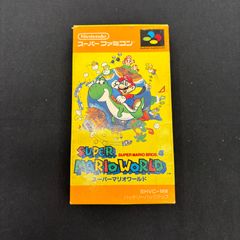 Nintendo
スーパーファミコン
SUPER MARIO BROS. 4
SUPER
MARIO WORLD
スーパーマリオワールド
SHVC-MW